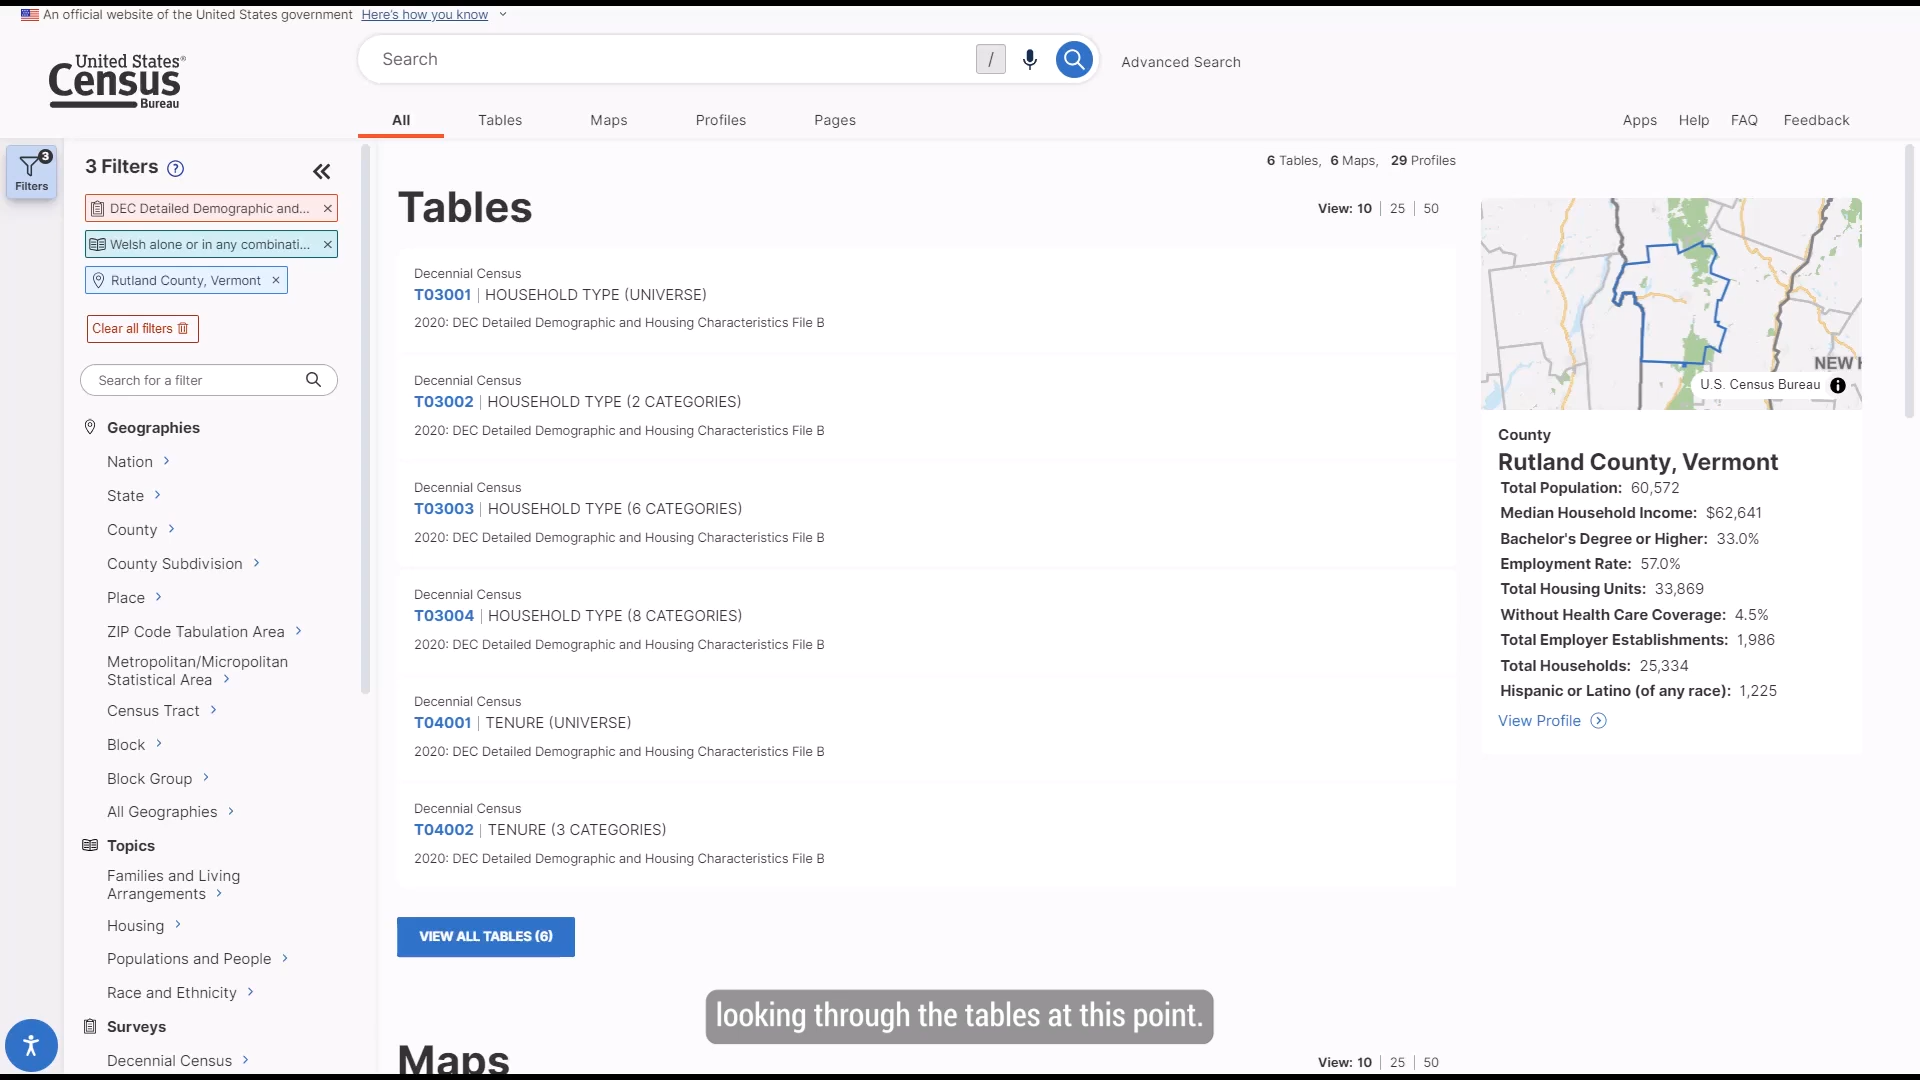 An official website of the United States government Here's how you know
United States®
Census
Bureau
Search
/
Advanced Search
All
Tables
Maps
Profiles
Pages
Apps
Help
FAQ
Feedback
3
Filters
3 Filters ?
DEC Detailed Demographic and... ×
Welsh alone or in any combinati... ×
Rutland County, Vermont ×
Clear all filters
Search for a filter
Geographies
Nation
State
County
County Subdivision
Place
ZIP Code Tabulation Area
Metropolitan/Micropolitan
Statistical Area
Census Tract
Block
Block Group
All Geographies
Topics
Families and Living
Arrangements
Housing
Populations and People
Race and Ethnicity
Surveys
Decennial Census
6 Tables, 6 Maps, 29 Profiles
Tables
View: 10 | 25 | 50
Decennial Census
T03001 | HOUSEHOLD TYPE (UNIVERSE)
2020: DEC Detailed Demographic and Housing Characteristics File B
Decennial Census
T03002 | HOUSEHOLD TYPE (2 CATEGORIES)
2020: DEC Detailed Demographic and Housing Characteristics File B
Decennial Census
T03003 | HOUSEHOLD TYPE (6 CATEGORIES)
2020: DEC Detailed Demographic and Housing Characteristics File B
Decennial Census
T03004 | HOUSEHOLD TYPE (8 CATEGORIES)
2020: DEC Detailed Demographic and Housing Characteristics File B
Decennial Census
T04001 | TENURE (UNIVERSE)
2020: DEC Detailed Demographic and Housing Characteristics File B
Decennial Census
T04002 | TENURE (3 CATEGORIES)
2020: DEC Detailed Demographic and Housing Characteristics File B
VIEW ALL TABLES (6)
looking through the tables at this point.
Maps
View: 10 | 25 | 50
NEW H
U.S. Census Bureau
County
Rutland County, Vermont
Total Population: 60,572
Median Household Income: $62,641
Bachelor's Degree or Higher: 33.0%
Employment Rate: 57.0%
Total Housing Units: 33,869
Without Health Care Coverage: 4.5%
Total Employer Establishments: 1,986
Total Households: 25,334
Hispanic or Latino (of any race): 1,225
View Profile